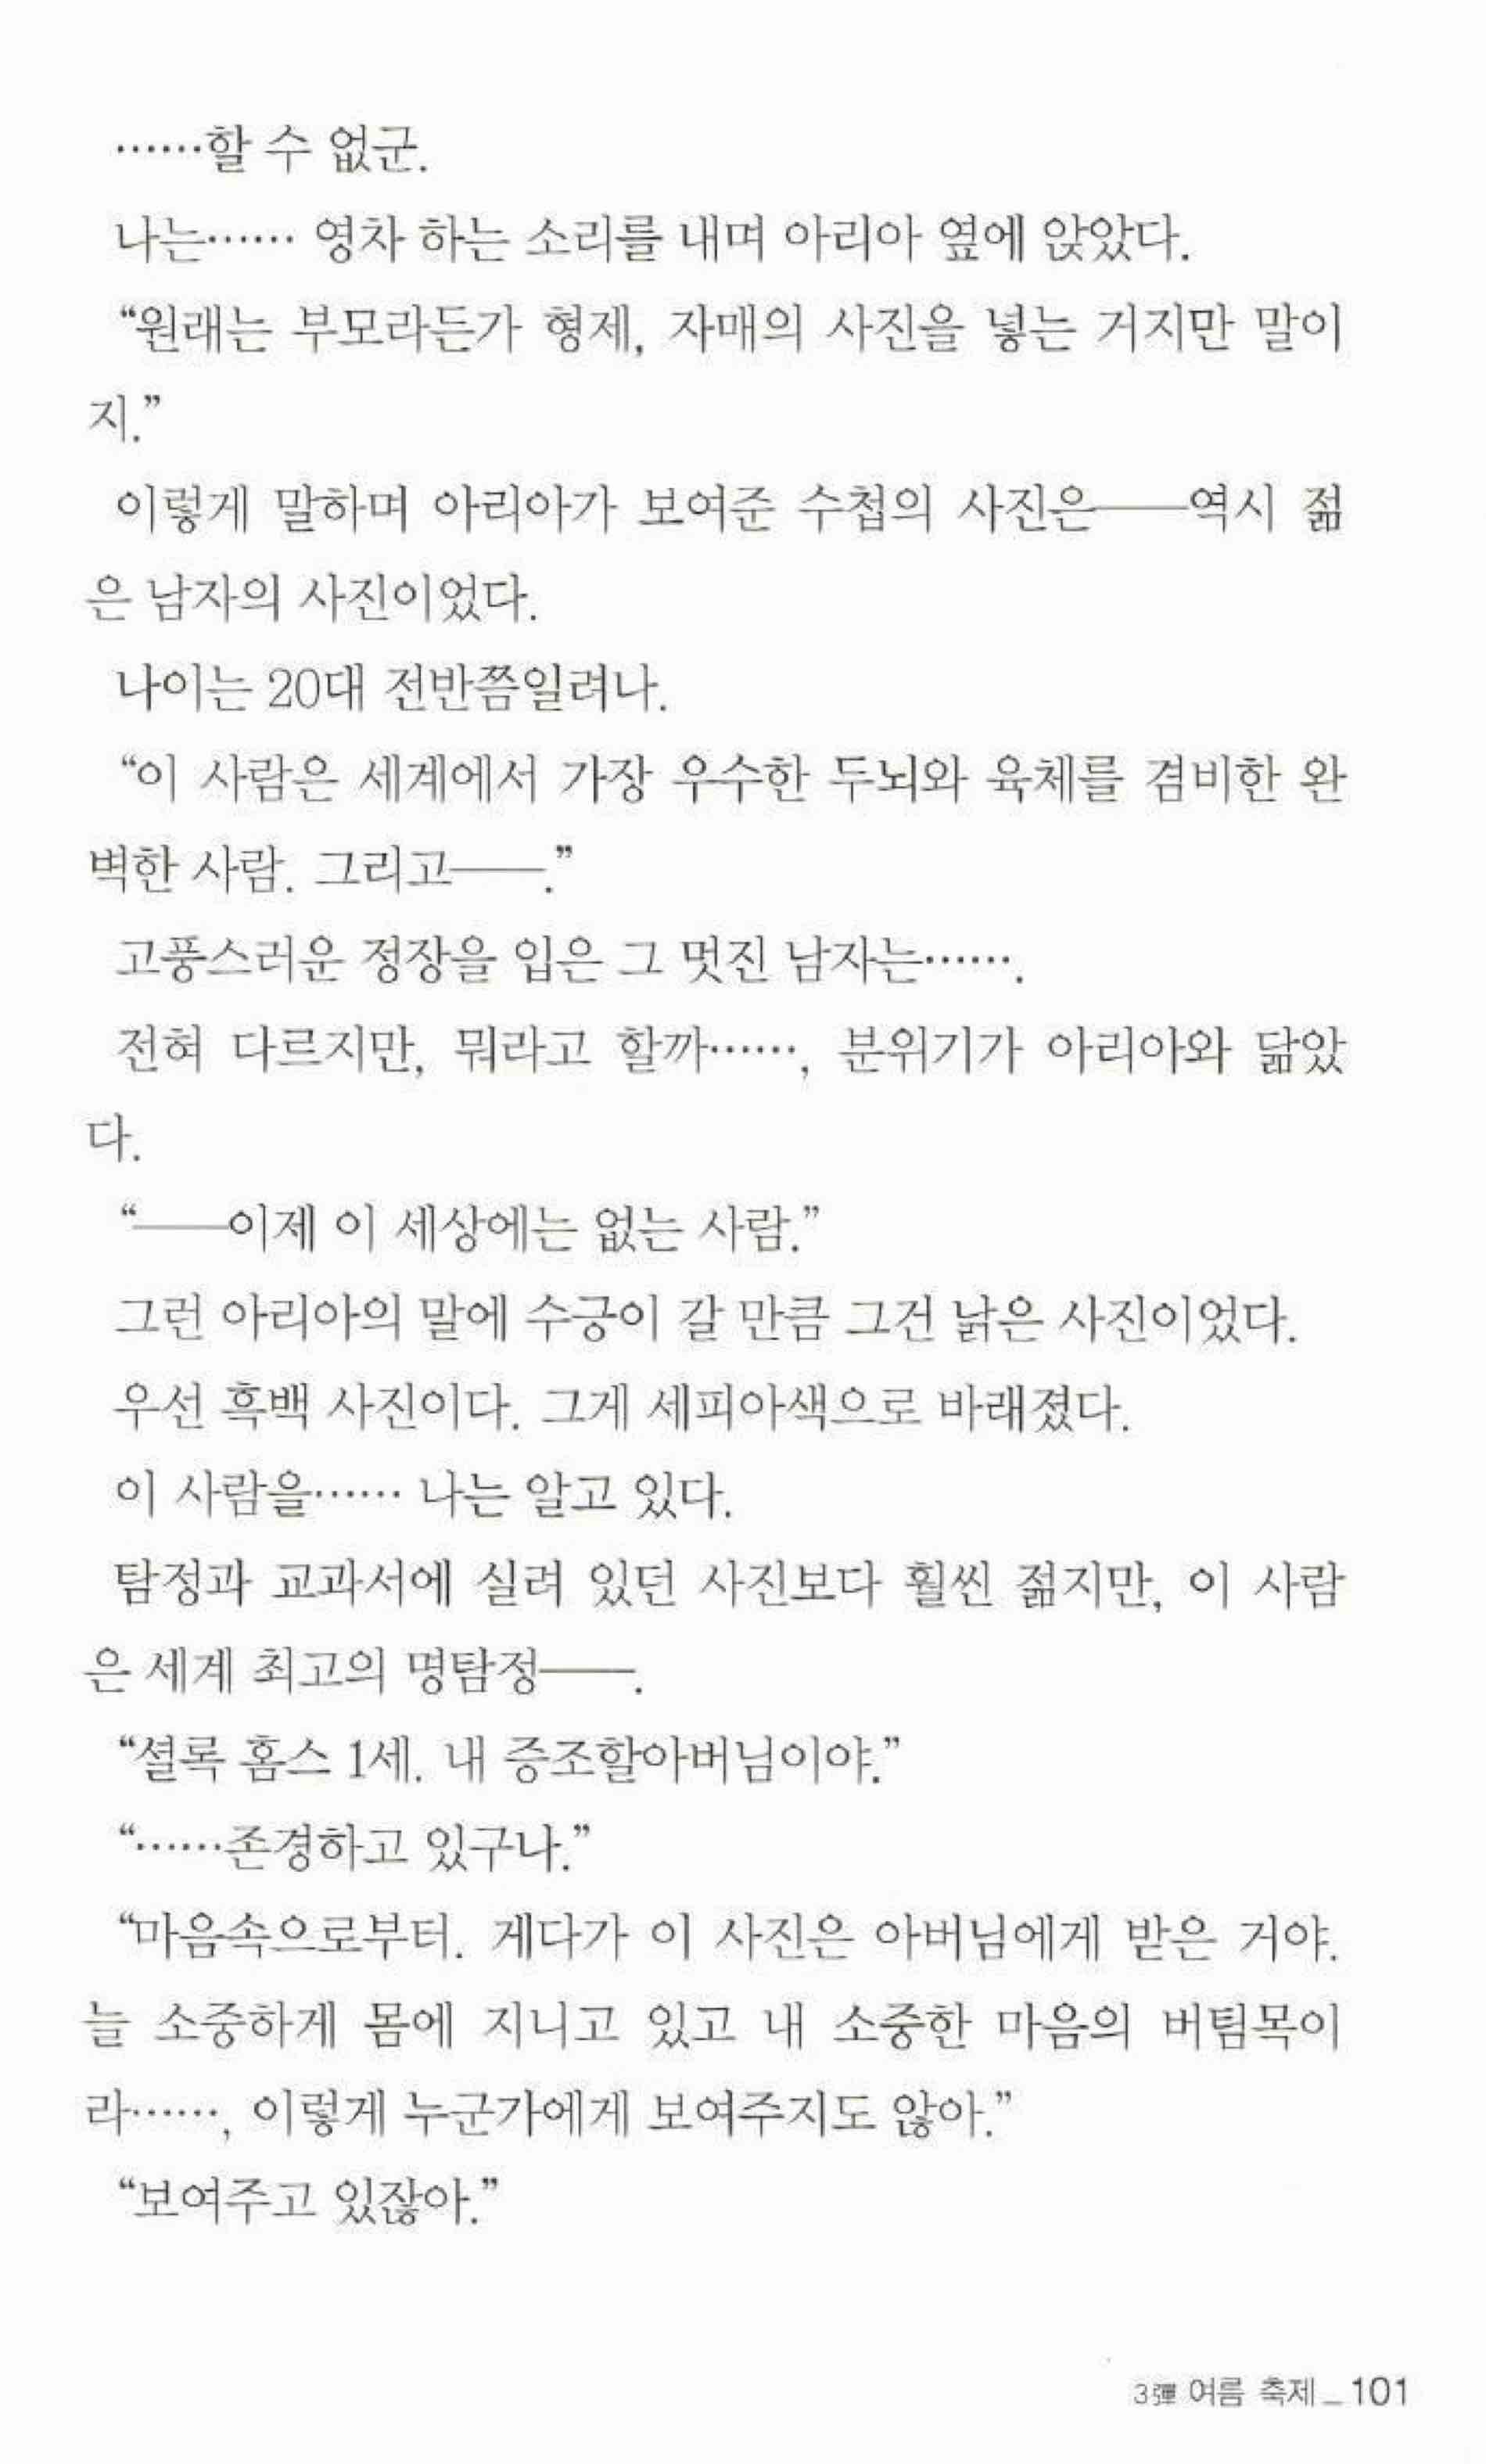 ……할 수 없군.
나는…… 영차 하는 소리를 내며 아리아 옆에 앉았다.
“원래는 부모라든가 형제, 자매의 사진을 넣는 거지만 말이
지.”
이렇게 말하며 아리아가 보여준 수첩의 사진은──역시 젊
은 남자의 사진이었다.
나이는 20대 전반쯤일려나.
“이 사람은 세계에서 가장 우수한 두뇌와 육체를 겸비한 완
벽한 사람. 그리고──.”
고풍스러운 정장을 입은 그 멋진 남자는…….
전혀 다르지만, 뭐라고 할까……, 분위기가 아리아와 닮았
다.
“──이제 이 세상에는 없는 사람.”
그런 아리아의 말에 수긍이 갈 만큼 그건 낡은 사진이었다.
우선 흑백 사진이다. 그게 세피아색으로 바래졌다.
이 사람을…… 나는 알고 있다.
탐정과 교과서에 실려 있던 사진보다 훨씬 젊지만, 이 사람
은 세계 최고의 명탐정──.
“셜록 홈스 1세. 내 증조할아버님이야.”
“……존경하고 있구나.”
“마음속으로부터. 게다가 이 사진은 아버님에게 받은 거야.
늘 소중하게 몸에 지니고 있고 내 소중한 마음의 버팀목이
라……, 이렇게 누군가에게 보여주지도 않아.”
“보여주고 있잖아.”
3彈 여름 축제_101